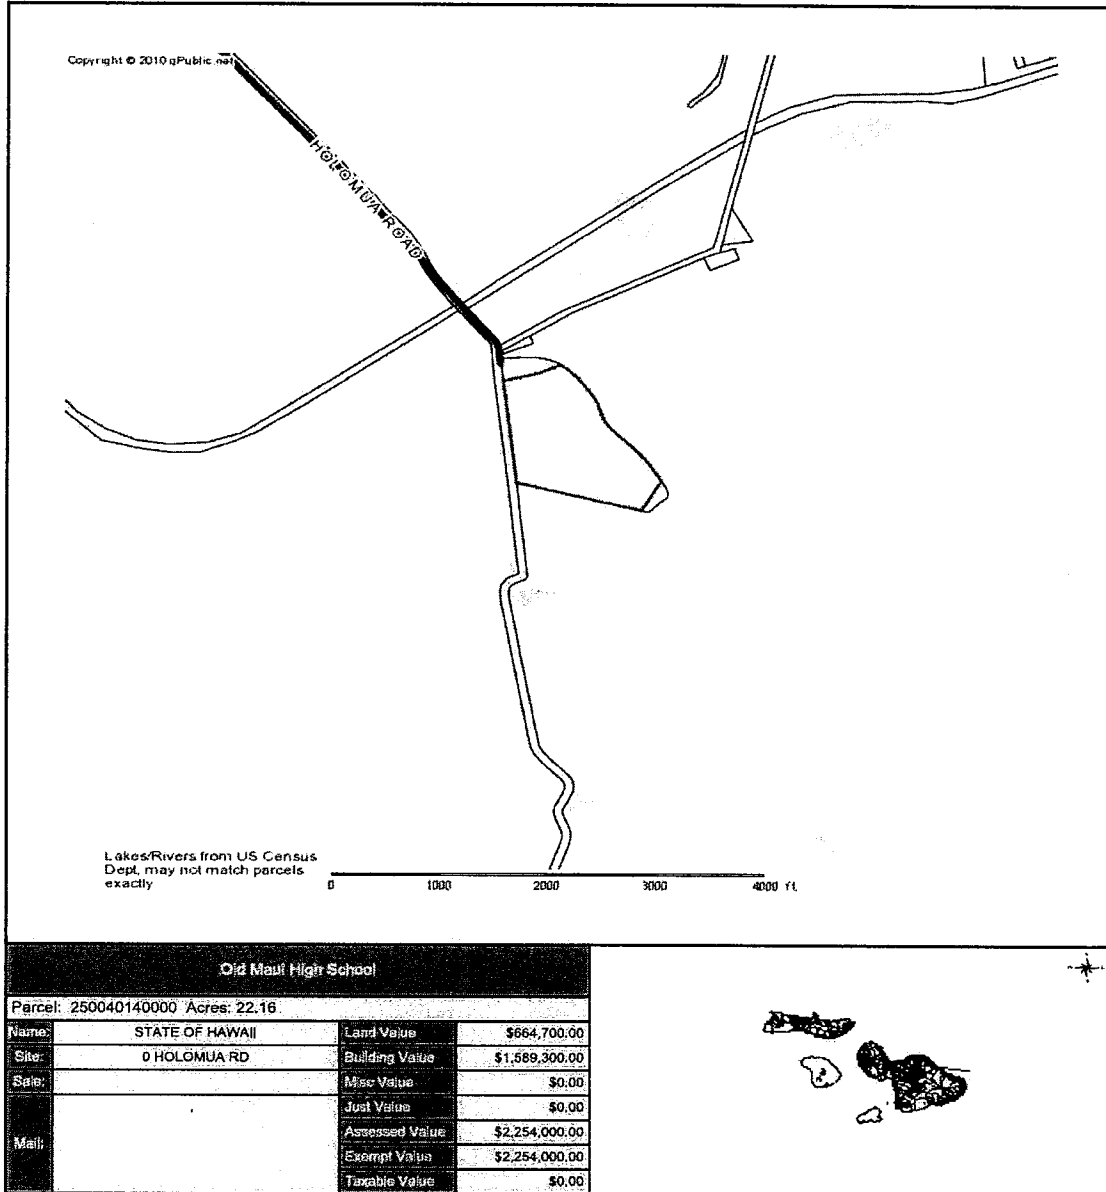 Copyright © 2010 qPublic.net
HOLOMUA ROAD
Lakes/Rivers from US Census
Dept, may not match parcels
exactly
0 1000 2000 3000 4000 ft.
Old Maui High School
Parcel: 250040140000 Acres: 22.16
Name: STATE OF HAWAII Land Value $664,700.00
Site: 0 HOLOMUA RD Building Value $1,589,300.00
Sale: Misc Value $0.00
Just Value $0.00
Mail: Assessed Value $2,254,000.00
Exempt Value $2,254,000.00
Taxable Value $0.00